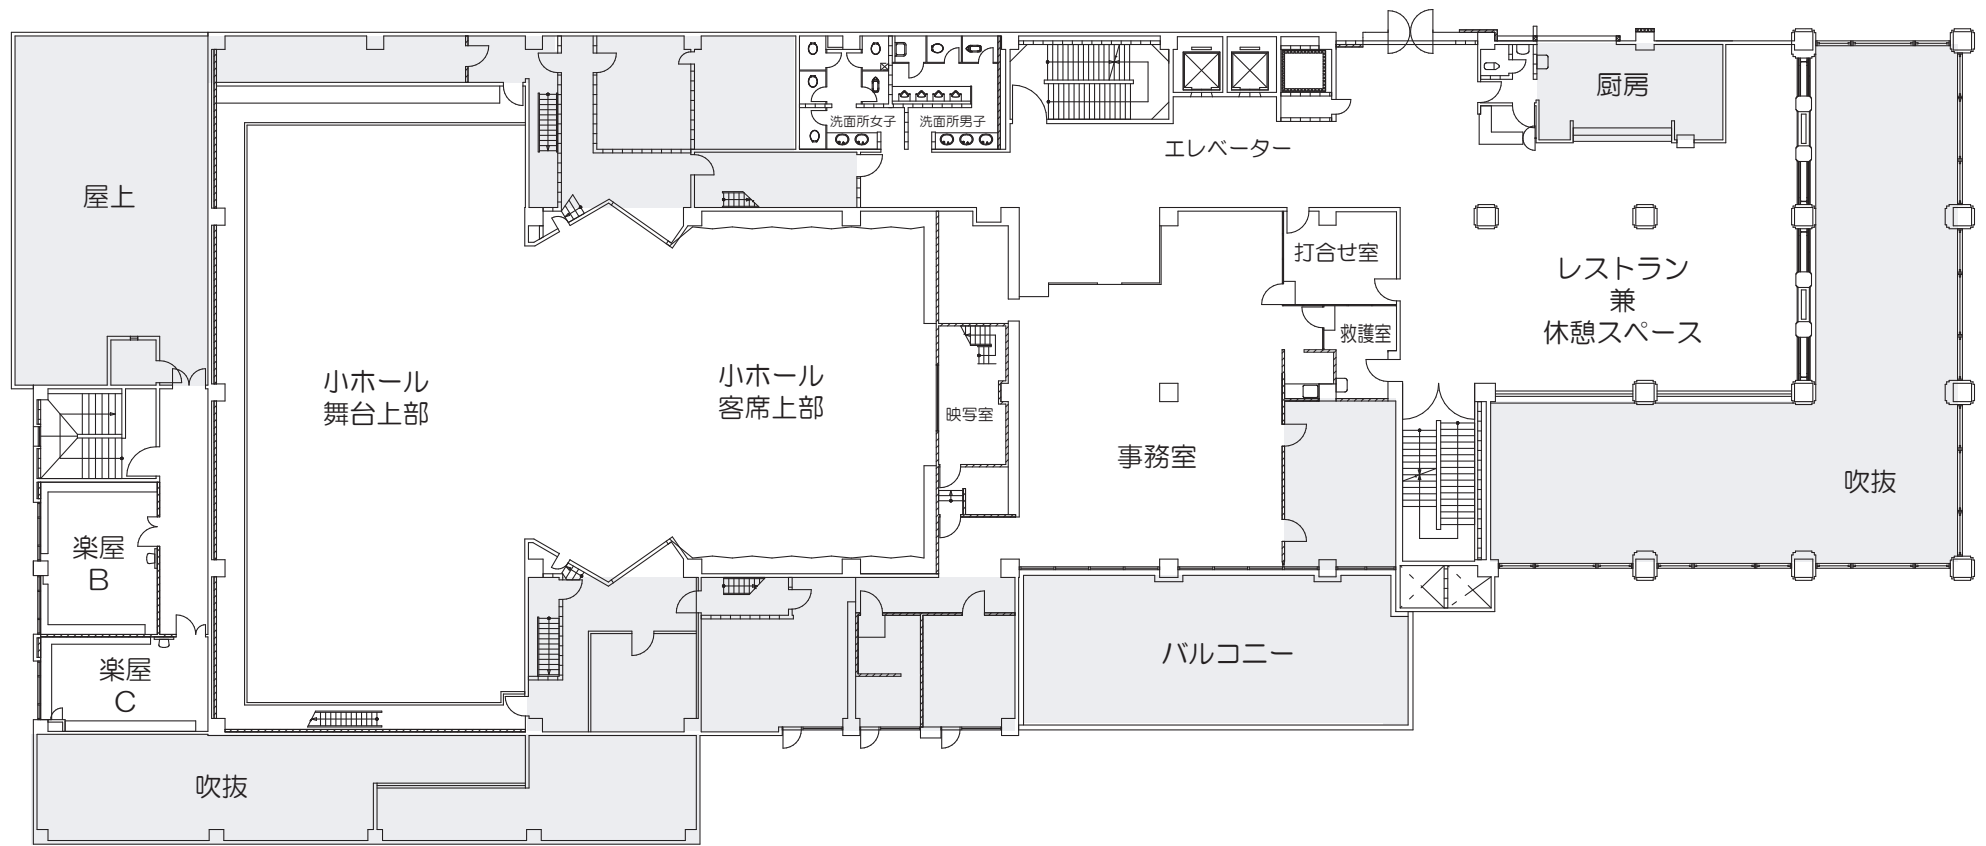 厨房
洗面所女子
洗面所男子
エレベーター
屋上
打合せ室
レストラン
兼
休憩スペース
救護室
小ホール
舞台上部
小ホール
客席上部
映写室
事務室
吹抜
楽屋
B
バルコニー
楽屋
C
吹抜